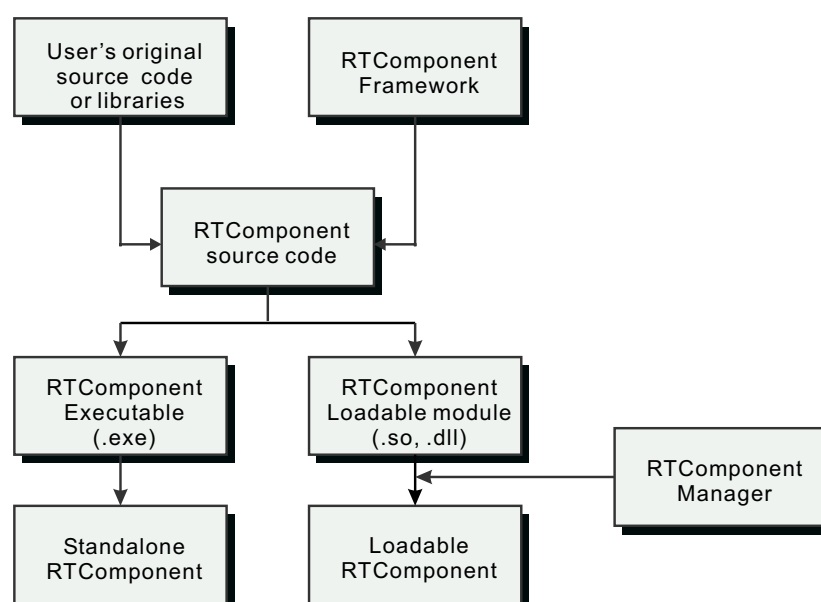 User's original
source code
or libraries
RTComponent
Framework
RTComponent
source code
RTComponent
Executable
(.exe)
RTComponent
Loadable module
(.so, .dll)
RTComponent
Manager
Standalone
RTComponent
Loadable
RTComponent